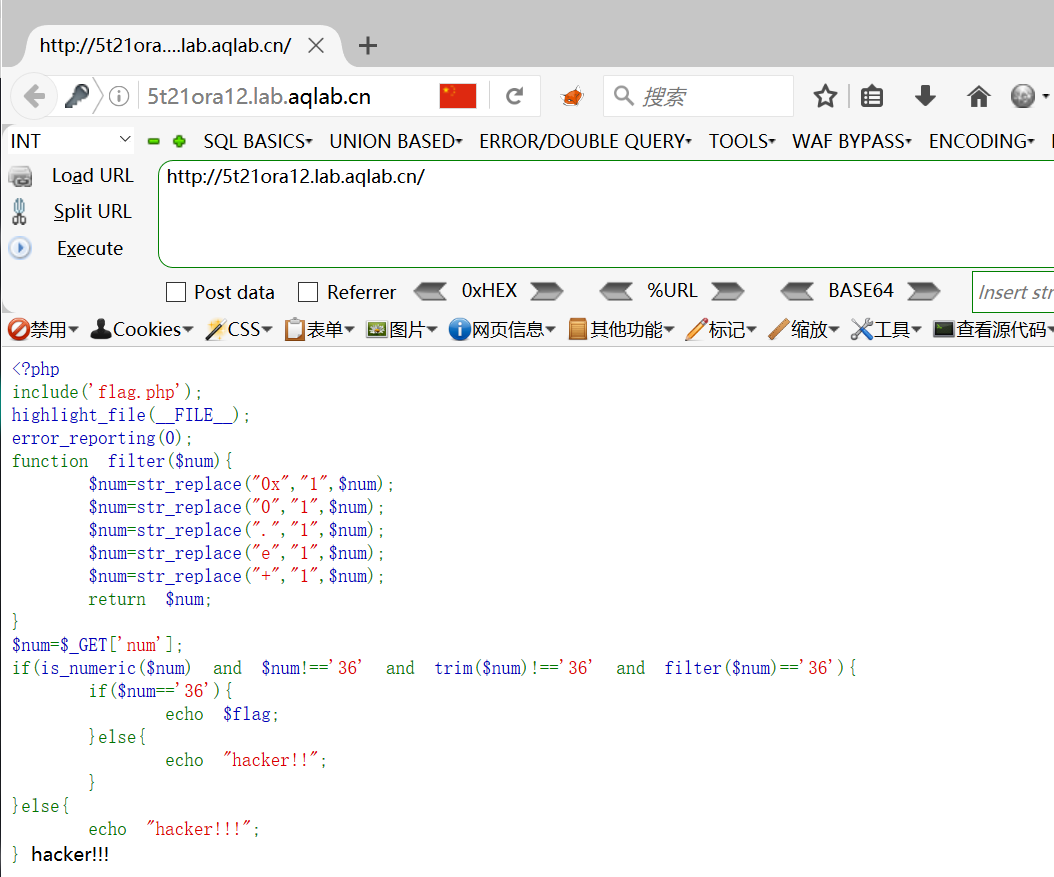 http://5t21ora....lab.aqlab.cn/
5t21ora12.lab.aqlab.cn 搜索
INT SQL BASICS UNION BASED ERROR/DOUBLE QUERY TOOLS WAF BYPASS ENCODING
Load URL http://5t21ora12.lab.aqlab.cn/
Split URL
Execute
Post data Referrer 0xHEX %URL BASE64 Insert str
禁用 Cookies CSS 表单 图片 网页信息 其他功能 标记 缩放 工具 查看源代码
<?php
include('flag.php');
highlight_file(__FILE__);
error_reporting(0);
function filter($num){
$num=str_replace("0x","1",$num);
$num=str_replace("0","1",$num);
$num=str_replace(".","1",$num);
$num=str_replace("e","1",$num);
$num=str_replace("+","1",$num);
return $num;
}
$num=$_GET['num'];
if(is_numeric($num) and $num!=='36' and trim($num)!=='36' and filter($num)=='36'){
if($num=='36'){
echo $flag;
}else{
echo "hacker!!";
}
}else{
echo "hacker!!!";
} hacker!!!